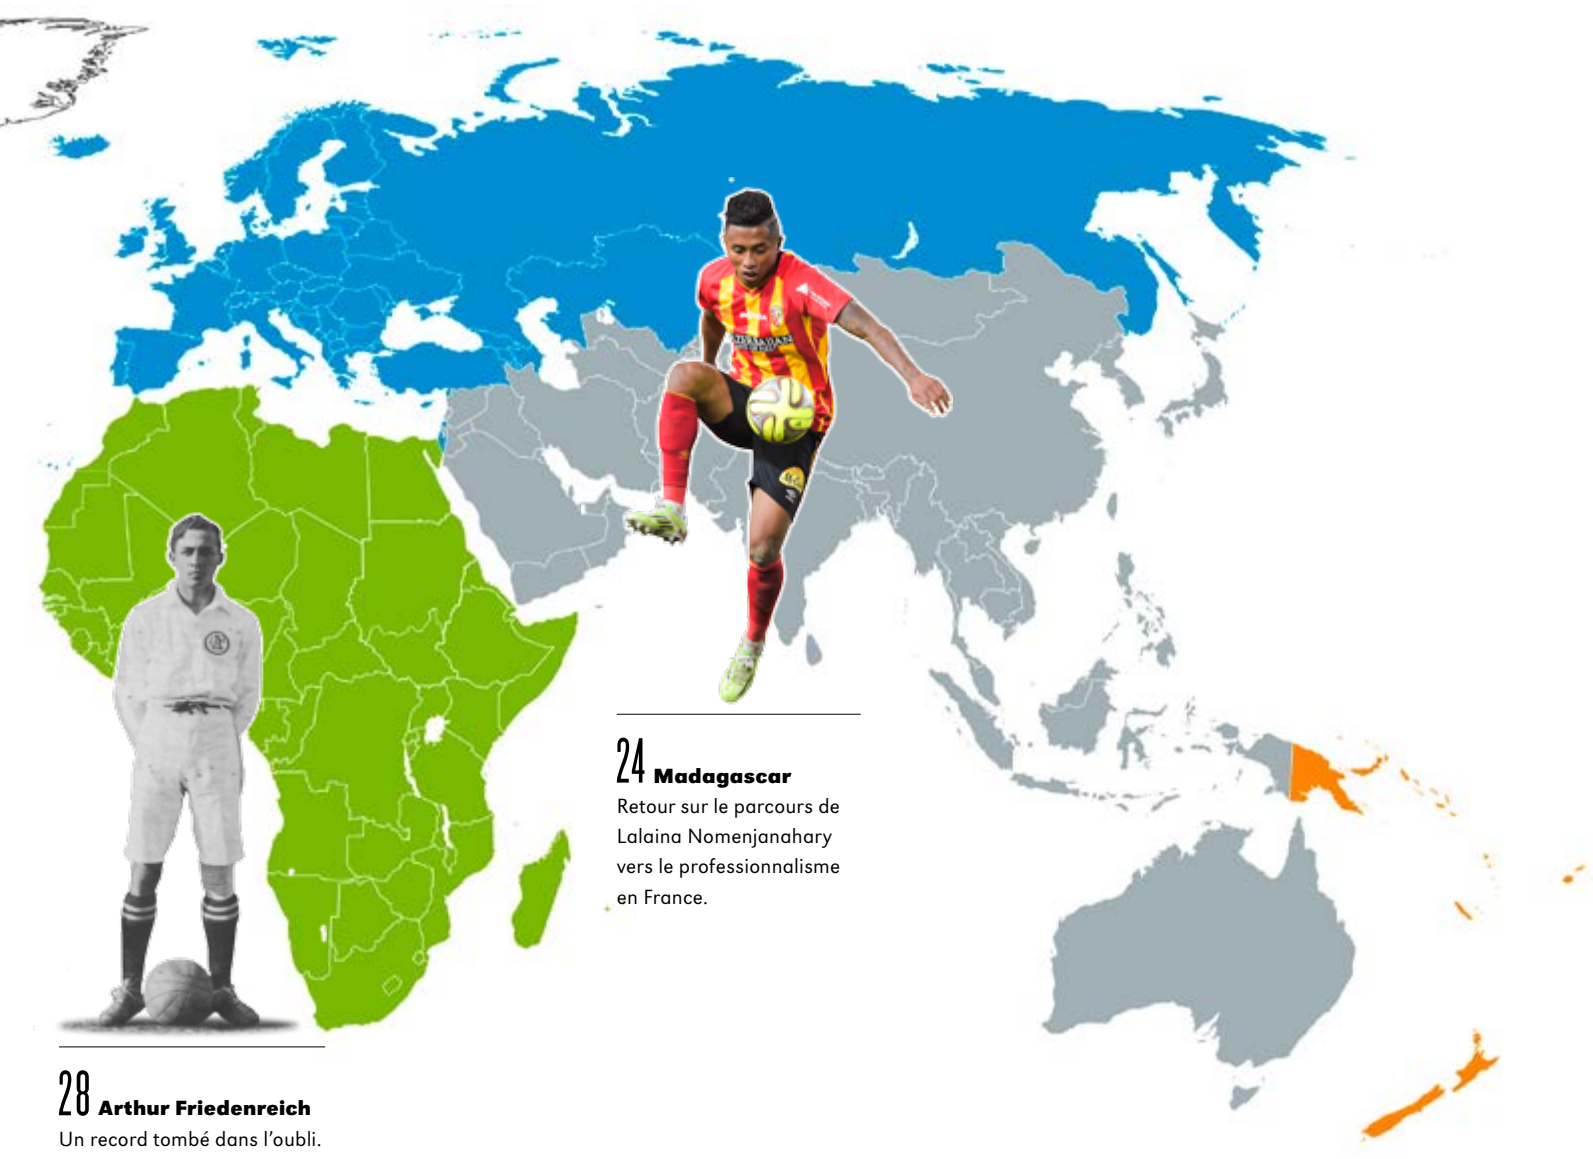 24 Madagascar
Retour sur le parcours de
Lalaina Nomenjanahary
vers le professionnalisme
en France.
28 Arthur Friedenreich
Un record tombé dans l’oubli.